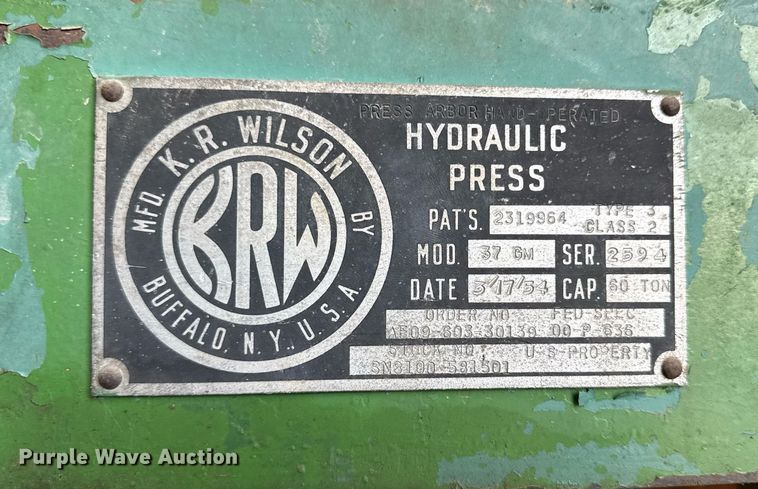 MFD. K. R. WILSON BY
KRW
BUFFALO, N.Y., U.S.A.
PRESS ARBOR HAND- PERATED
HYDRAULIC
PRESS
PAT'S. 2319964 TYPE 3 CLASS 2
MOD. 37 GM SER. 2594
DATE 5/17/54 CAP. 60 TON
ORDER NO FED-SPEC
AF09-603-30139 OO-P-636
STOCK NO. U-S-PROPERTY
SN8100-591501
Purple Wave Auction